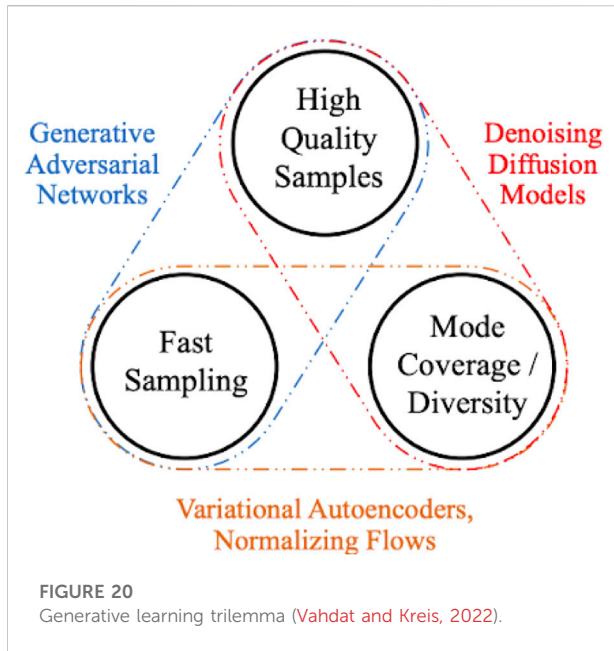 High
Quality
Samples
Generative
Adversarial
Networks
Denoising
Diffusion
Models
Fast
Sampling
Mode
Coverage /
Diversity
Variational Autoencoders,
Normalizing Flows
FIGURE 20
Generative learning trilemma (Vahdat and Kreis, 2022).